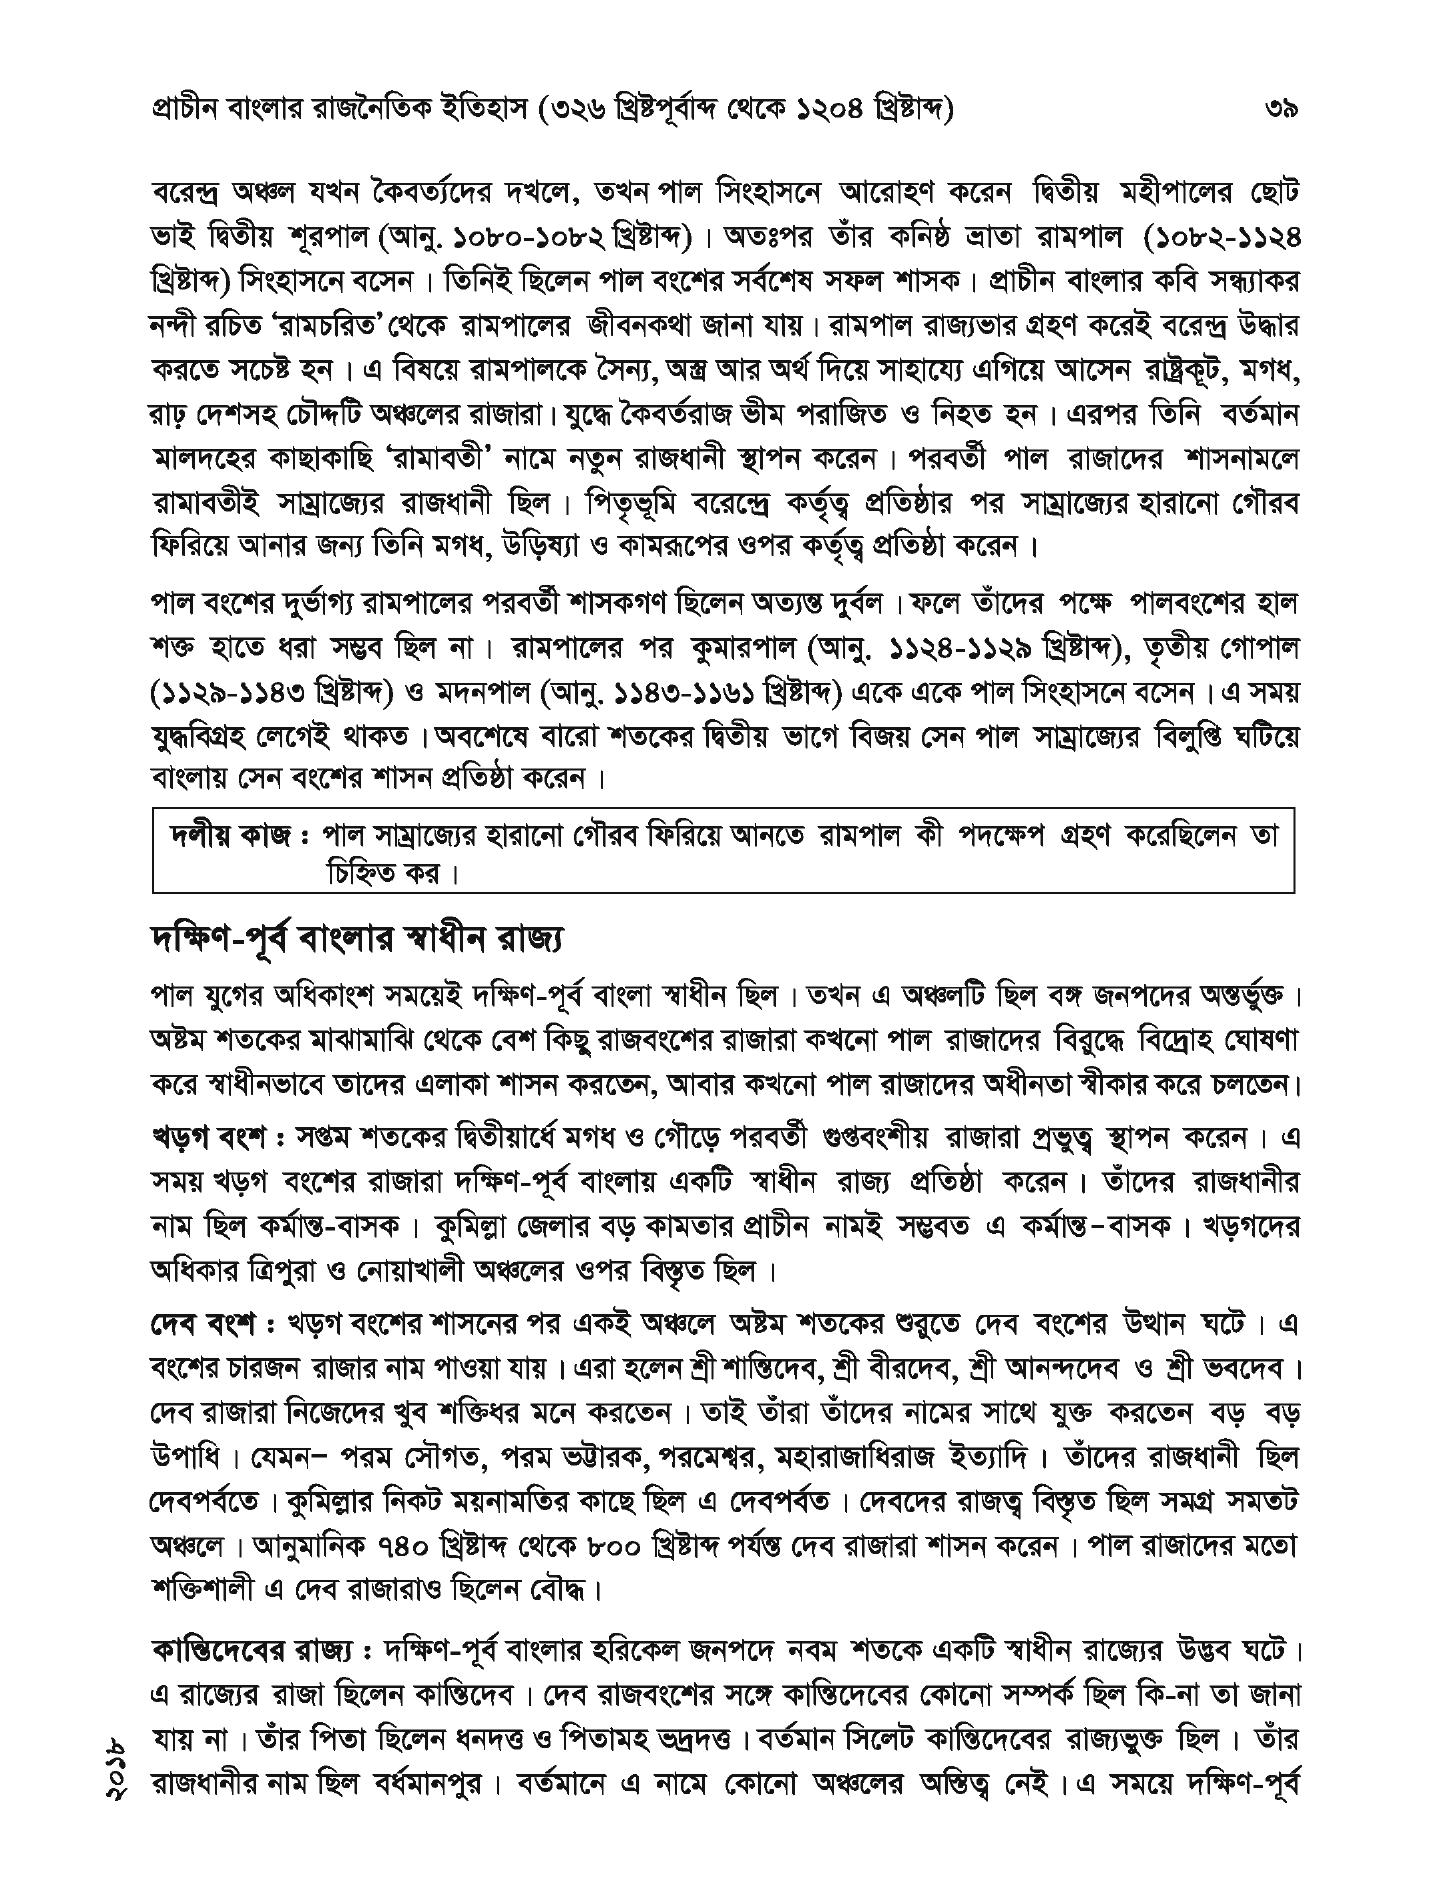 প্রাচীন বাংলার রাজনৈতিক ইতিহাস (৩২৬ খ্রিষ্টপূর্বাব্দ থেকে ১২০৪ খ্রিষ্টাব্দ) ৩৯
বরেন্দ্র অঞ্চল যখন কৈবর্ত্যদের দখলে, তখন পাল সিংহাসনে আরোহণ করেন দ্বিতীয় মহীপালের ছোট
ভাই দ্বিতীয় শূরপাল (আনু. ১০৮০-১০৮২ খ্রিষ্টাব্দ) । অতঃপর তাঁর কনিষ্ঠ ভ্রাতা রামপাল (১০৮২-১১২৪
খ্রিষ্টাব্দ) সিংহাসনে বসেন । তিনিই ছিলেন পাল বংশের সর্বশেষ সফল শাসক । প্রাচীন বাংলার কবি সন্ধ্যাকর
নন্দী রচিত ‘রামচরিত’ থেকে রামপালের জীবনকথা জানা যায় । রামপাল রাজ্যভার গ্রহণ করেই বরেন্দ্র উদ্ধার
করতে সচেষ্ট হন । এ বিষয়ে রামপালকে সৈন্য, অস্ত্র আর অর্থ দিয়ে সাহায্যে এগিয়ে আসেন রাষ্ট্রকূট, মগধ,
রাঢ় দেশসহ চৌদ্দটি অঞ্চলের রাজারা । যুদ্ধে কৈবর্তরাজ ভীম পরাজিত ও নিহত হন । এরপর তিনি বর্তমান
মালদহের কাছাকাছি ‘রামাবতী’ নামে নতুন রাজধানী স্থাপন করেন । পরবর্তী পাল রাজাদের শাসনামলে
রামাবতীই সাম্রাজ্যের রাজধানী ছিল । পিতৃভূমি বরেন্দ্রে কর্তৃত্ব প্রতিষ্ঠার পর সাম্রাজ্যের হারানো গৌরব
ফিরিয়ে আনার জন্য তিনি মগধ, উড়িষ্যা ও কামরূপের ওপর কর্তৃত্ব প্রতিষ্ঠা করেন ।
পাল বংশের দুর্ভাগ্য রামপালের পরবর্তী শাসকগণ ছিলেন অত্যন্ত দুর্বল । ফলে তাঁদের পক্ষে পালবংশের হাল
শক্ত হাতে ধরা সম্ভব ছিল না । রামপালের পর কুমারপাল (আনু. ১১২৪-১১২৯ খ্রিষ্টাব্দ), তৃতীয় গোপাল
(১১২৯-১১৪৩ খ্রিষ্টাব্দ) ও মদনপাল (আনু. ১১৪৩-১১৬১ খ্রিষ্টাব্দ) একে একে পাল সিংহাসনে বসেন । এ সময়
যুদ্ধবিগ্রহ লেগেই থাকত । অবশেষে বারো শতকের দ্বিতীয় ভাগে বিজয় সেন পাল সাম্রাজ্যের বিলুপ্তি ঘটিয়ে
বাংলায় সেন বংশের শাসন প্রতিষ্ঠা করেন ।
দলীয় কাজ : পাল সাম্রাজ্যের হারানো গৌরব ফিরিয়ে আনতে রামপাল কী পদক্ষেপ গ্রহণ করেছিলেন তা
চিহ্নিত কর ।
দক্ষিণ-পূর্ব বাংলার স্বাধীন রাজ্য
পাল যুগের অধিকাংশ সময়েই দক্ষিণ-পূর্ব বাংলা স্বাধীন ছিল । তখন এ অঞ্চলটি ছিল বঙ্গ জনপদের অন্তর্ভুক্ত ।
অষ্টম শতকের মাঝামাঝি থেকে বেশ কিছু রাজবংশের রাজারা কখনো পাল রাজাদের বিরুদ্ধে বিদ্রোহ ঘোষণা
করে স্বাধীনভাবে তাদের এলাকা শাসন করতেন, আবার কখনো পাল রাজাদের অধীনতা স্বীকার করে চলতেন।
খড়গ বংশ : সপ্তম শতকের দ্বিতীয়ার্ধে মগধ ও গৌড়ে পরবর্তী গুপ্তবংশীয় রাজারা প্রভুত্ব স্থাপন করেন । এ
সময় খড়গ বংশের রাজারা দক্ষিণ-পূর্ব বাংলায় একটি স্বাধীন রাজ্য প্রতিষ্ঠা করেন । তাঁদের রাজধানীর
নাম ছিল কর্মান্ত-বাসক । কুমিল্লা জেলার বড় কামতার প্রাচীন নামই সম্ভবত এ কর্মান্ত-বাসক । খড়গদের
অধিকার ত্রিপুরা ও নোয়াখালী অঞ্চলের ওপর বিস্তৃত ছিল ।
দেব বংশ : খড়গ বংশের শাসনের পর একই অঞ্চলে অষ্টম শতকের শুরুতে দেব বংশের উত্থান ঘটে । এ
বংশের চারজন রাজার নাম পাওয়া যায় । এরা হলেন শ্রী শান্তিদেব, শ্রী বীরদেব, শ্রী আনন্দদেব ও শ্রী ভবদেব ।
দেব রাজারা নিজেদের খুব শক্তিধর মনে করতেন । তাই তাঁরা তাঁদের নামের সাথে যুক্ত করতেন বড় বড়
উপাধি । যেমন– পরম সৌগত, পরম ভট্টারক, পরমেশ্বর, মহারাজাধিরাজ ইত্যাদি । তাঁদের রাজধানী ছিল
দেবপর্বতে । কুমিল্লার নিকট ময়নামতির কাছে ছিল এ দেবপর্বত । দেবদের রাজত্ব বিস্তৃত ছিল সমগ্র সমতট
অঞ্চলে । আনুমানিক ৭৪০ খ্রিষ্টাব্দ থেকে ৮০০ খ্রিষ্টাব্দ পর্যন্ত দেব রাজারা শাসন করেন । পাল রাজাদের মতো
শক্তিশালী এ দেব রাজারাও ছিলেন বৌদ্ধ ।
কান্তিদেবের রাজ্য : দক্ষিণ-পূর্ব বাংলার হরিকেল জনপদে নবম শতকে একটি স্বাধীন রাজ্যের উদ্ভব ঘটে ।
এ রাজ্যের রাজা ছিলেন কান্তিদেব । দেব রাজবংশের সঙ্গে কান্তিদেবের কোনো সম্পর্ক ছিল কি-না তা জানা
যায় না । তাঁর পিতা ছিলেন ধনদত্ত ও পিতামহ ভদ্রদত্ত । বর্তমান সিলেট কান্তিদেবের রাজ্যভুক্ত ছিল । তাঁর
রাজধানীর নাম ছিল বর্ধমানপুর । বর্তমানে এ নামে কোনো অঞ্চলের অস্তিত্ব নেই । এ সময়ে দক্ষিণ-পূর্ব
২০১৮